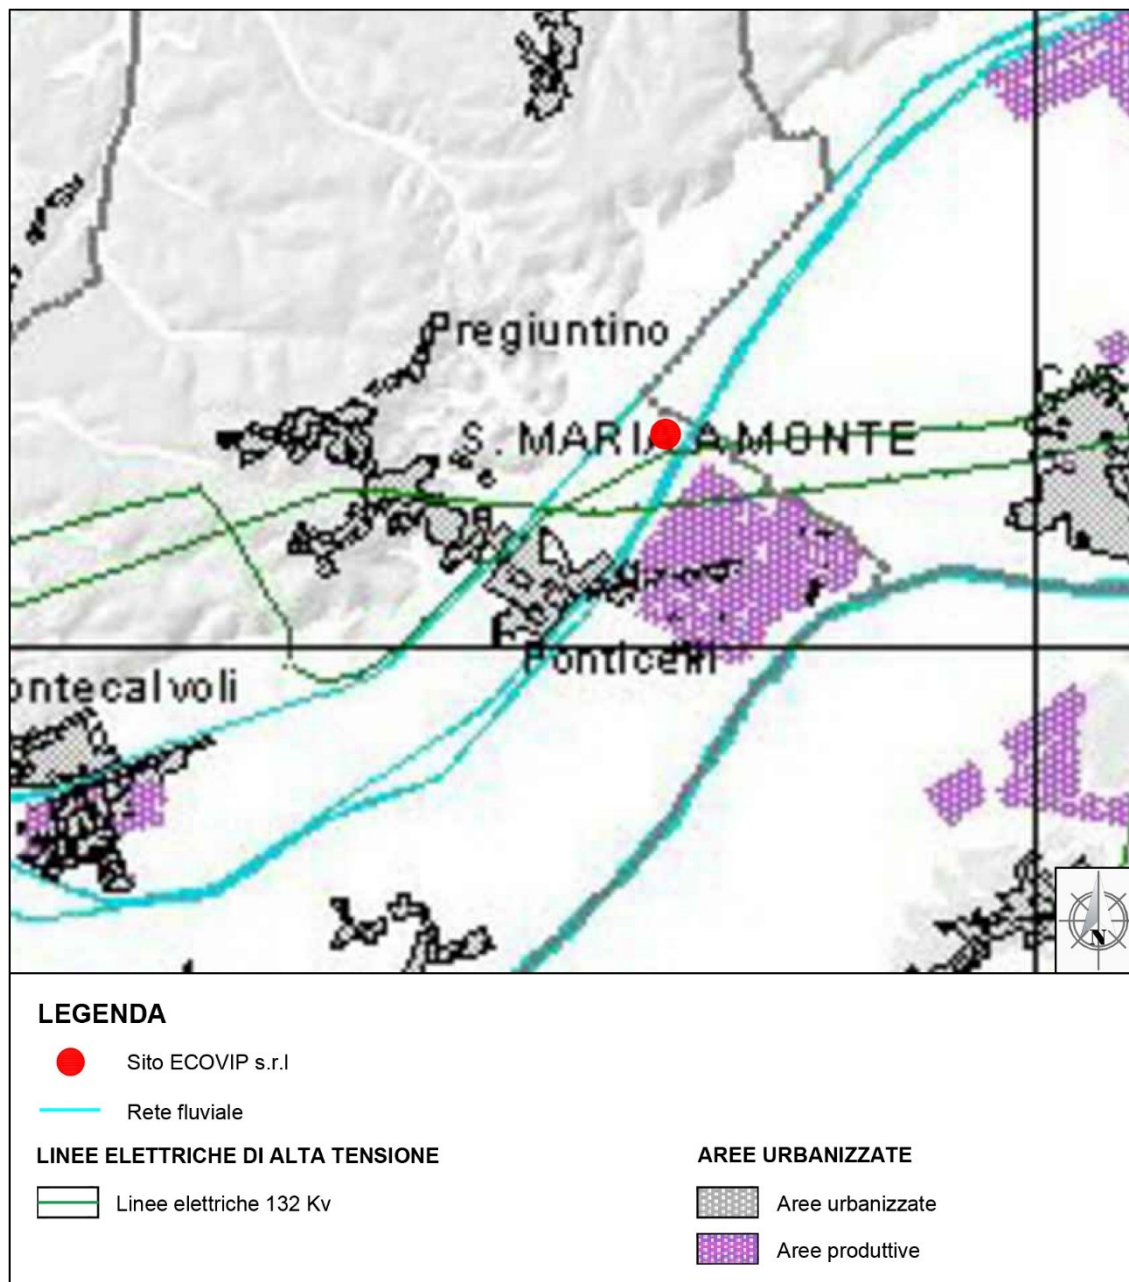 Pregiuntino
S. MARIA A MONTE
Ponticelli
ontecalvoli
N
LEGENDA
Sito ECOVIP s.r.l
Rete fluviale
LINEE ELETTRICHE DI ALTA TENSIONE
AREE URBANIZZATE
Linee elettriche 132 Kv
Aree urbanizzate
Aree produttive